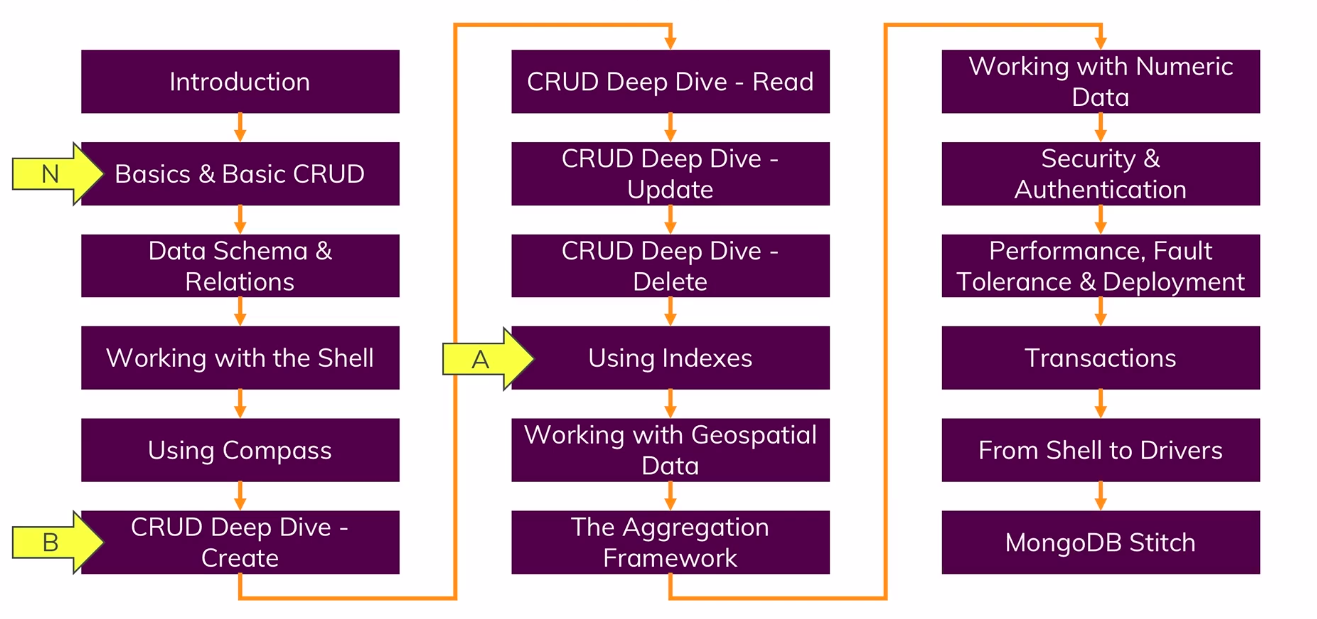 Introduction
N
Basics & Basic CRUD
Data Schema &
Relations
Working with the Shell
Using Compass
B
CRUD Deep Dive -
Create
CRUD Deep Dive - Read
CRUD Deep Dive -
Update
CRUD Deep Dive -
Delete
A
Using Indexes
Working with Geospatial
Data
The Aggregation
Framework
Working with Numeric
Data
Security &
Authentication
Performance, Fault
Tolerance & Deployment
Transactions
From Shell to Drivers
MongoDB Stitch